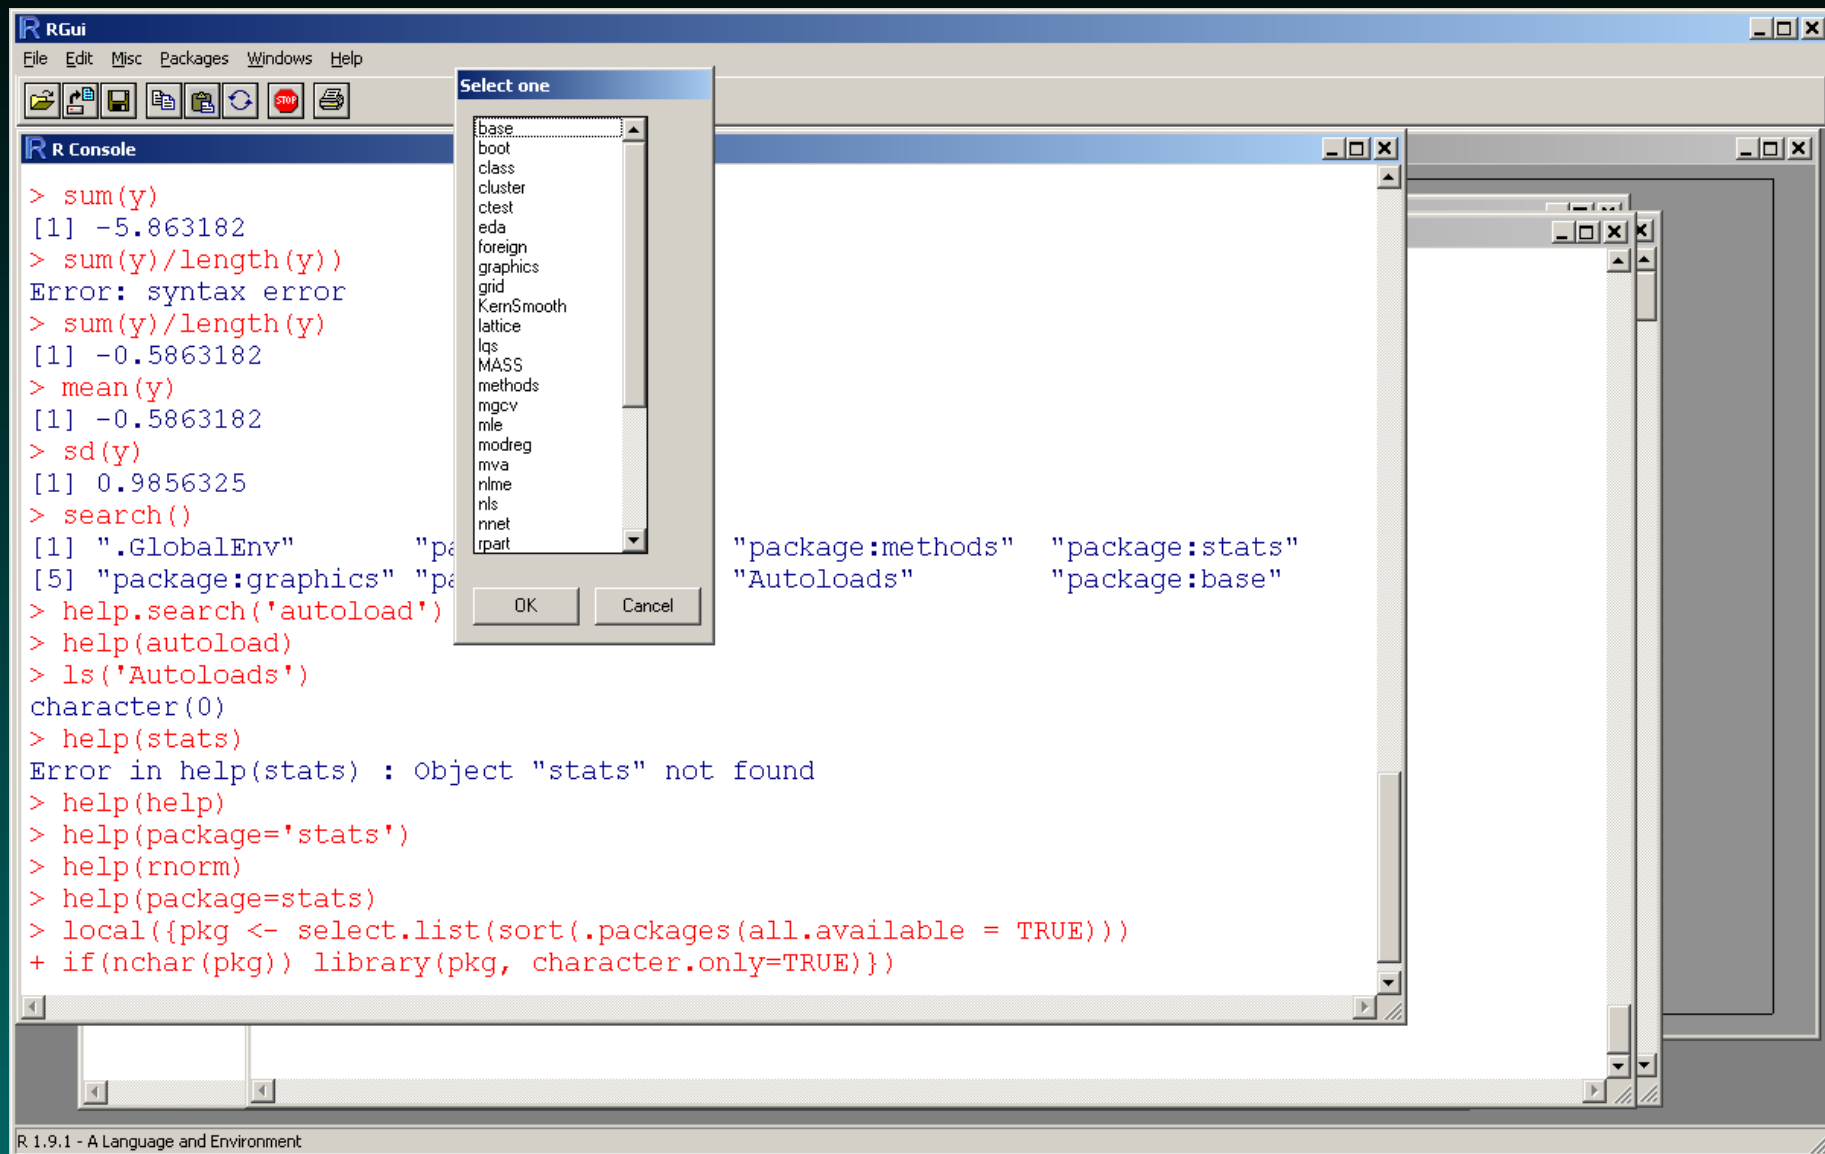 RGui
File Edit Misc Packages Windows Help
STOP
Select one
base
boot
class
cluster
ctest
eda
foreign
graphics
grid
KernSmooth
lattice
lqs
MASS
methods
mgcv
mle
modreg
mva
nlme
nls
nnet
rpart
OK Cancel
R Console
> sum(y)
[1] -5.863182
> sum(y)/length(y))
Error: syntax error
> sum(y)/length(y)
[1] -0.5863182
> mean(y)
[1] -0.5863182
> sd(y)
[1] 0.9856325
> search()
[1] ".GlobalEnv" "pa "package:methods" "package:stats"
[5] "package:graphics" "pa "Autoloads" "package:base"
> help.search('autoload')
> help(autoload)
> ls('Autoloads')
character(0)
> help(stats)
Error in help(stats) : Object "stats" not found
> help(help)
> help(package='stats')
> help(rnorm)
> help(package=stats)
> local({pkg <- select.list(sort(.packages(all.available = TRUE)))
+ if(nchar(pkg)) library(pkg, character.only=TRUE)})
R 1.9.1 - A Language and Environment